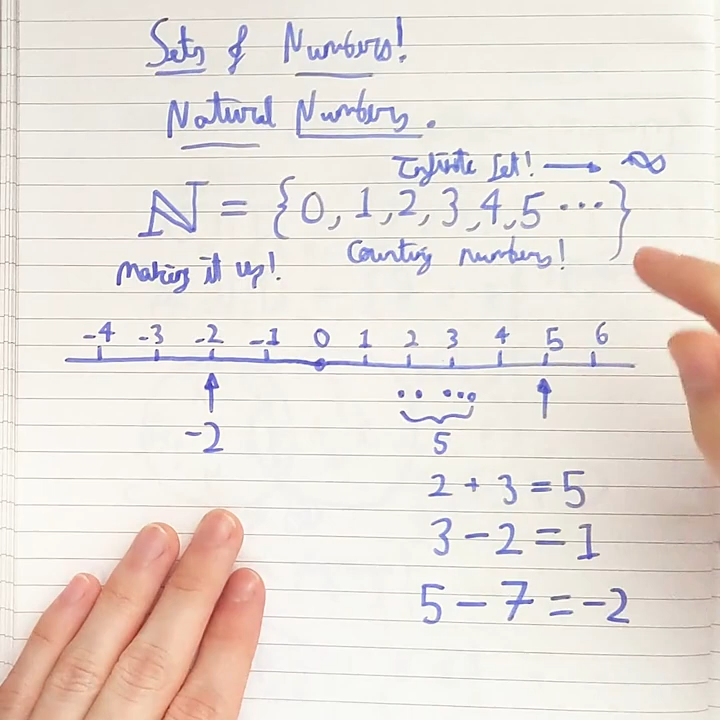 Sets of Numbers!
Natural Numbers.
Infinite Set! → ∞
ℕ = {0, 1, 2, 3, 4, 5 ... }
Making it up! Counting numbers!
-4 -3 -2 -1 0 1 2 3 4 5 6
-2 5
2 + 3 = 5
3 - 2 = 1
5 - 7 = -2